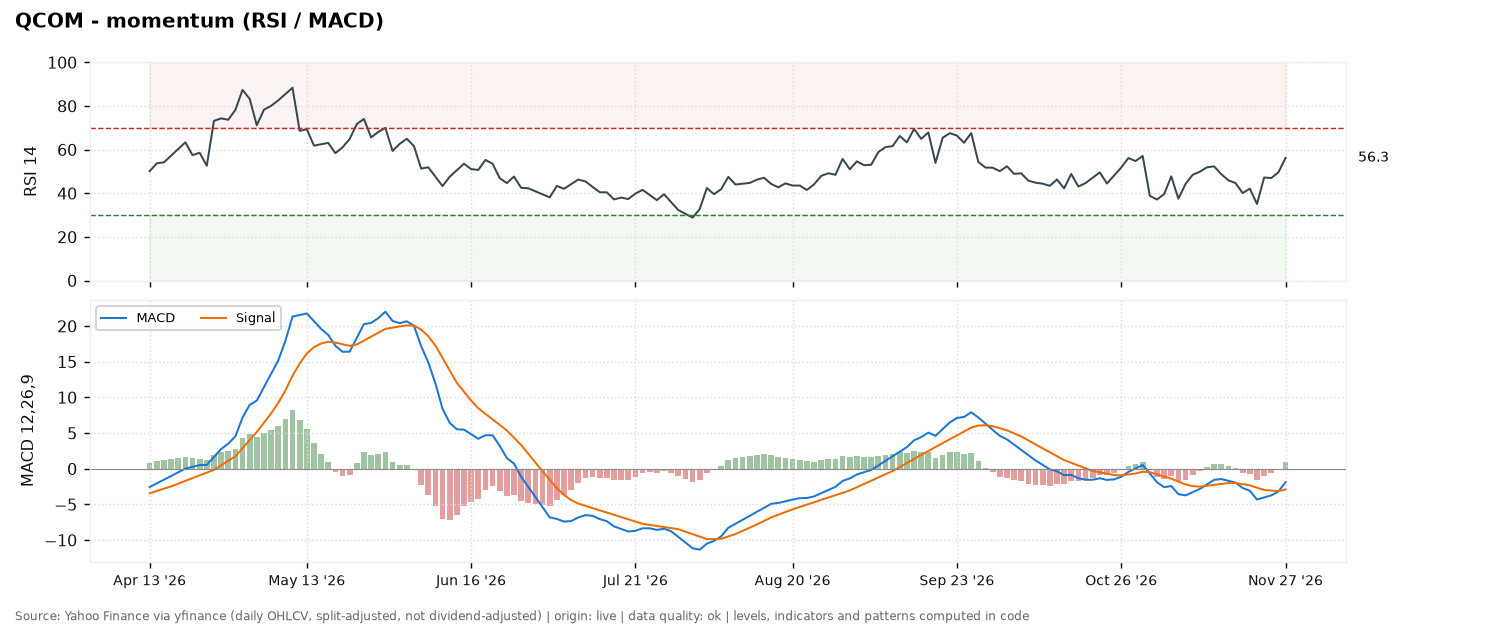 QCOM - momentum (RSI / MACD)
100
80
60
40
20
0
RSI 14
56.3
MACD
Signal
20
15
10
5
0
−5
−10
MACD 12,26,9
Apr 13 '26
May 13 '26
Jun 16 '26
Jul 21 '26
Aug 20 '26
Sep 23 '26
Oct 26 '26
Nov 27 '26
Source: Yahoo Finance via yfinance (daily OHLCV, split-adjusted, not dividend-adjusted) | origin: live | data quality: ok | levels, indicators and patterns computed in code